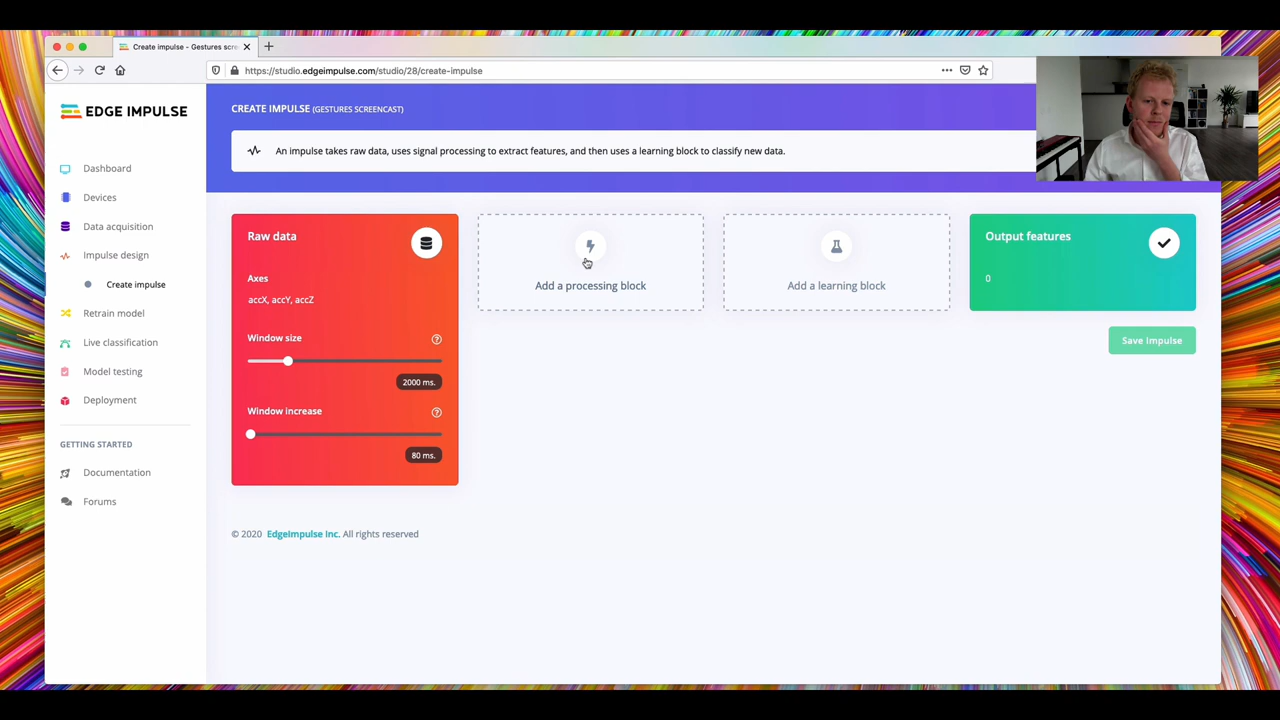 Create impulse - Gestures scre
https://studio.edgeimpulse.com/studio/28/create-impulse
EDGE IMPULSE
Dashboard
Devices
Data acquisition
Impulse design
Create impulse
Retrain model
Live classification
Model testing
Deployment
GETTING STARTED
Documentation
Forums
CREATE IMPULSE (GESTURES SCREENCAST)
An impulse takes raw data, uses signal processing to extract features, and then uses a learning block to classify new data.
Raw data
Axes
accX, accY, accZ
Window size
?
2000 ms.
Window increase
?
80 ms.
Add a processing block
Add a learning block
Output features
0
Save Impulse
© 2020 EdgeImpulse Inc. All rights reserved